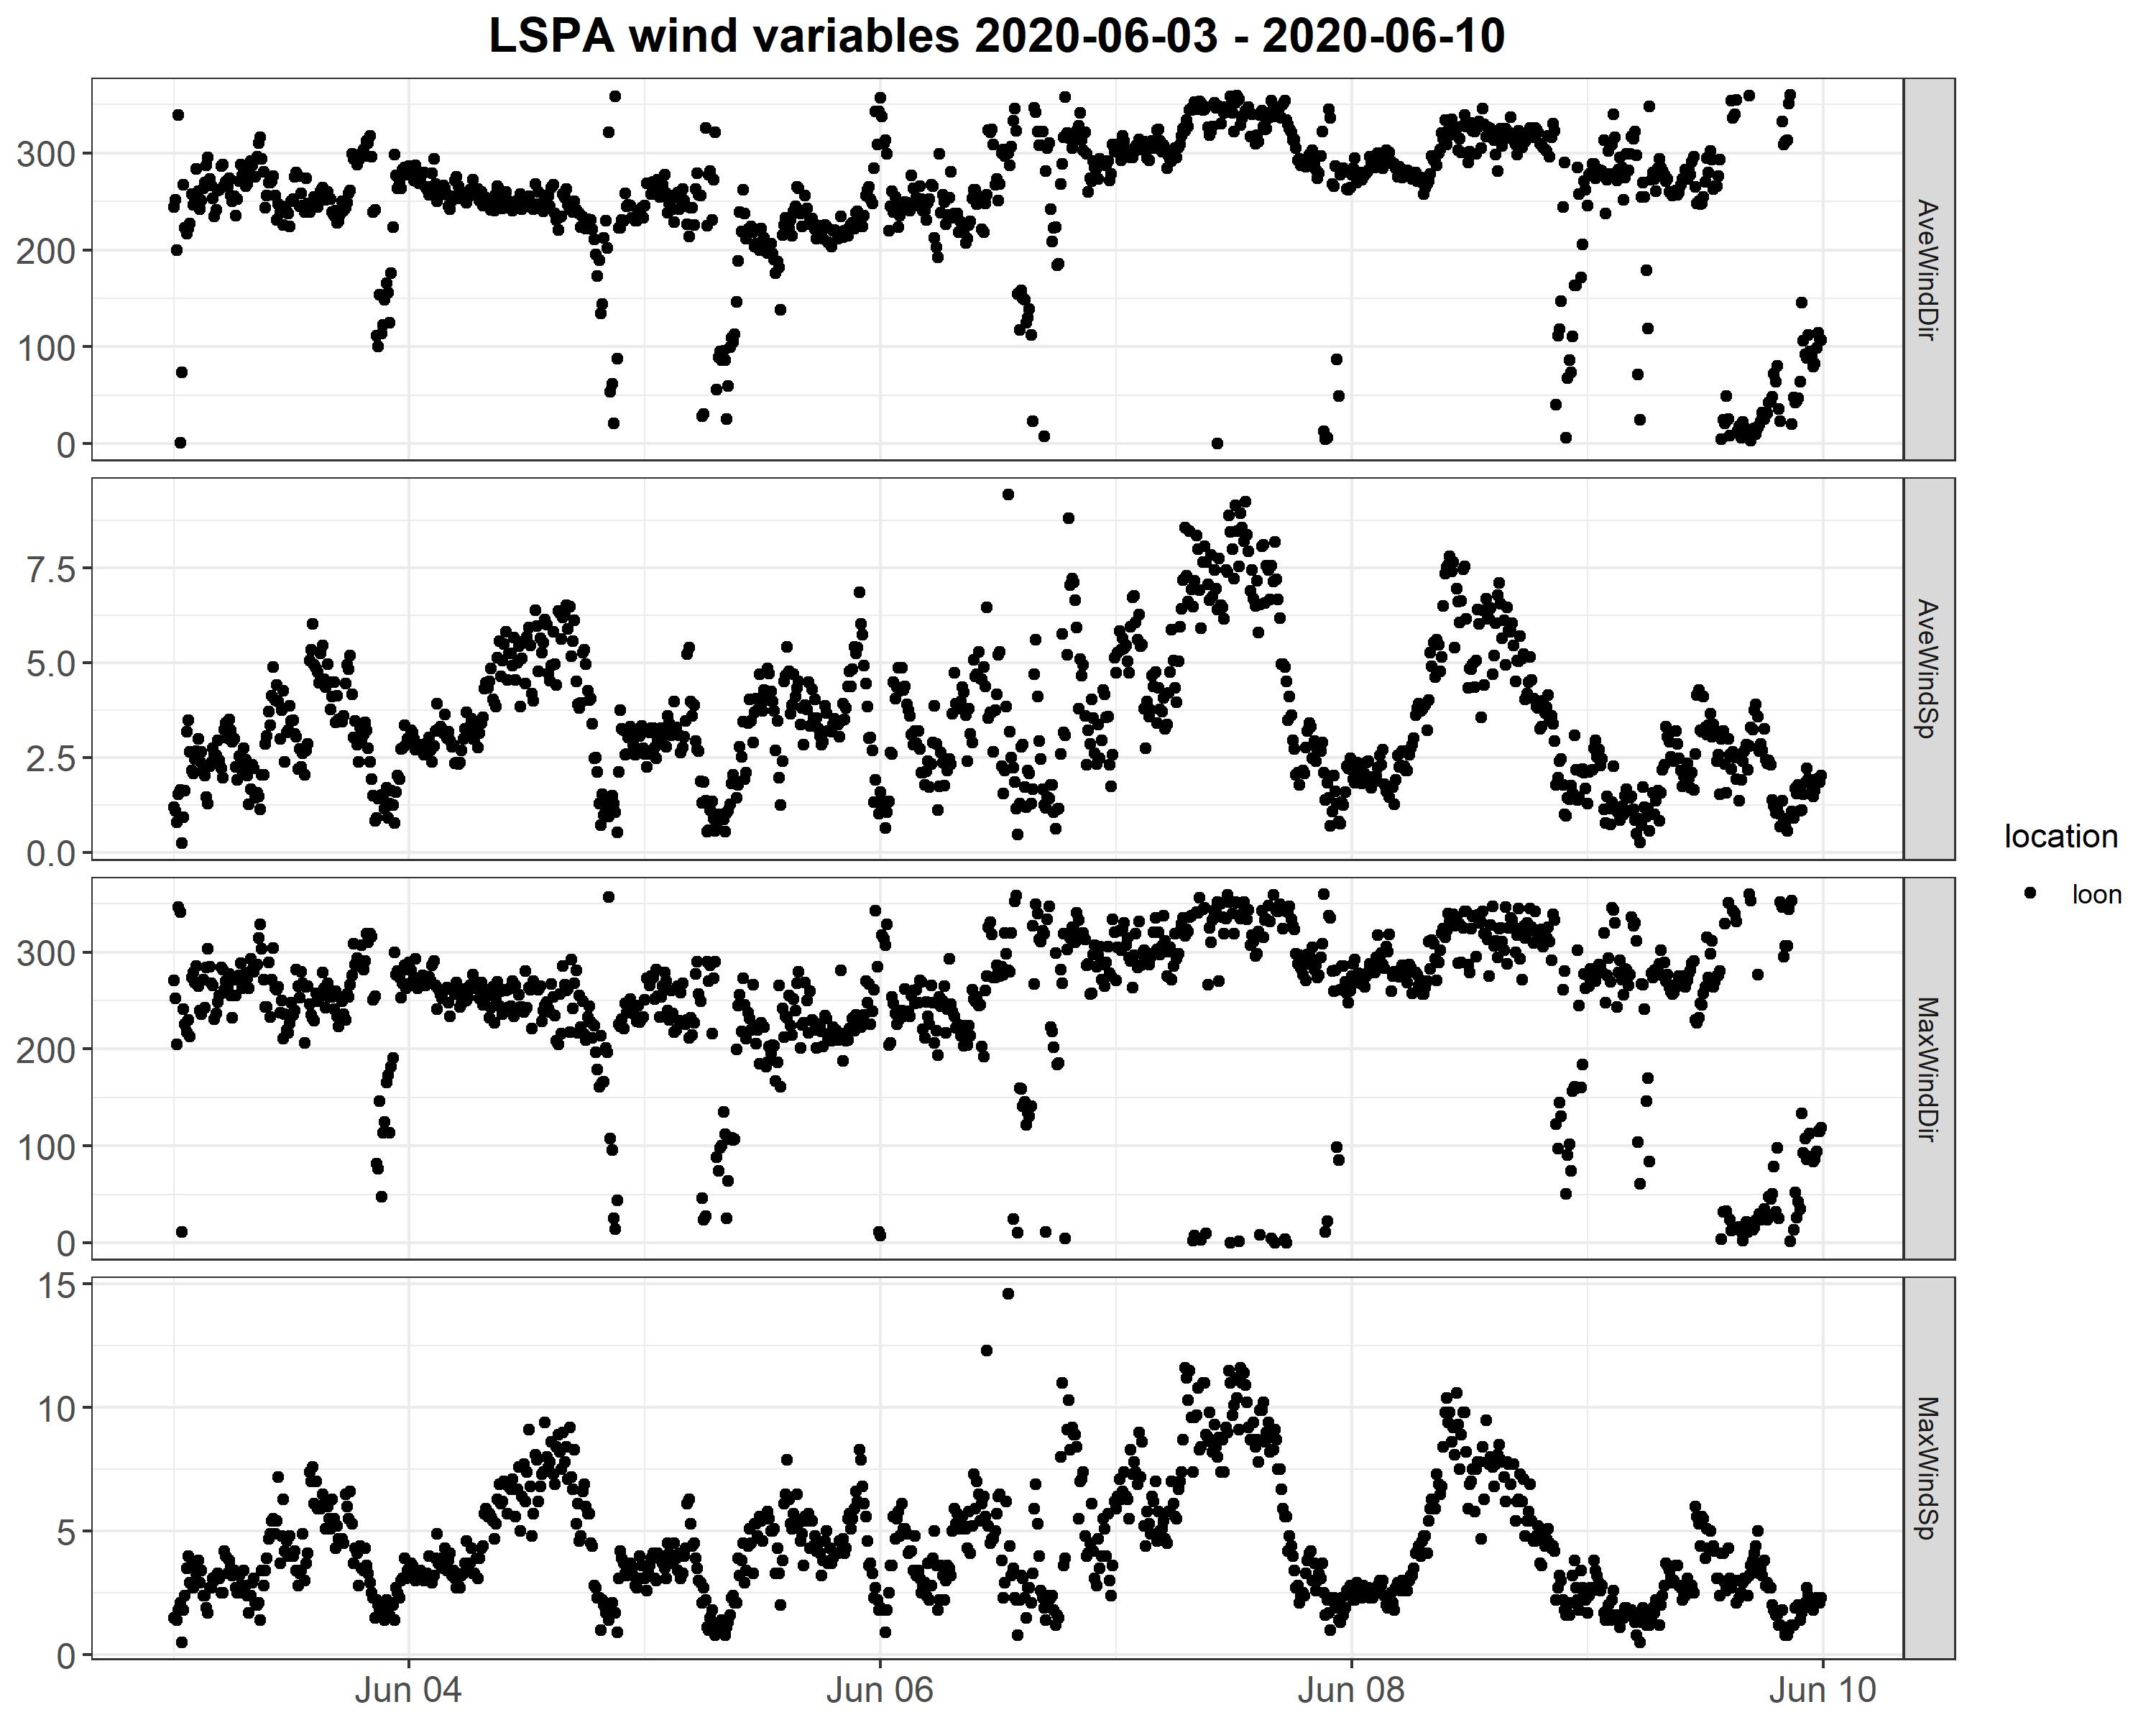 LSPA wind variables 2020-06-03 - 2020-06-10
300
200
100
0
AveWindDir
7.5
5.0
2.5
0.0
AveWindSp
300
200
100
0
MaxWindDir
15
10
5
0
MaxWindSp
Jun 04 Jun 06 Jun 08 Jun 10
location
loon